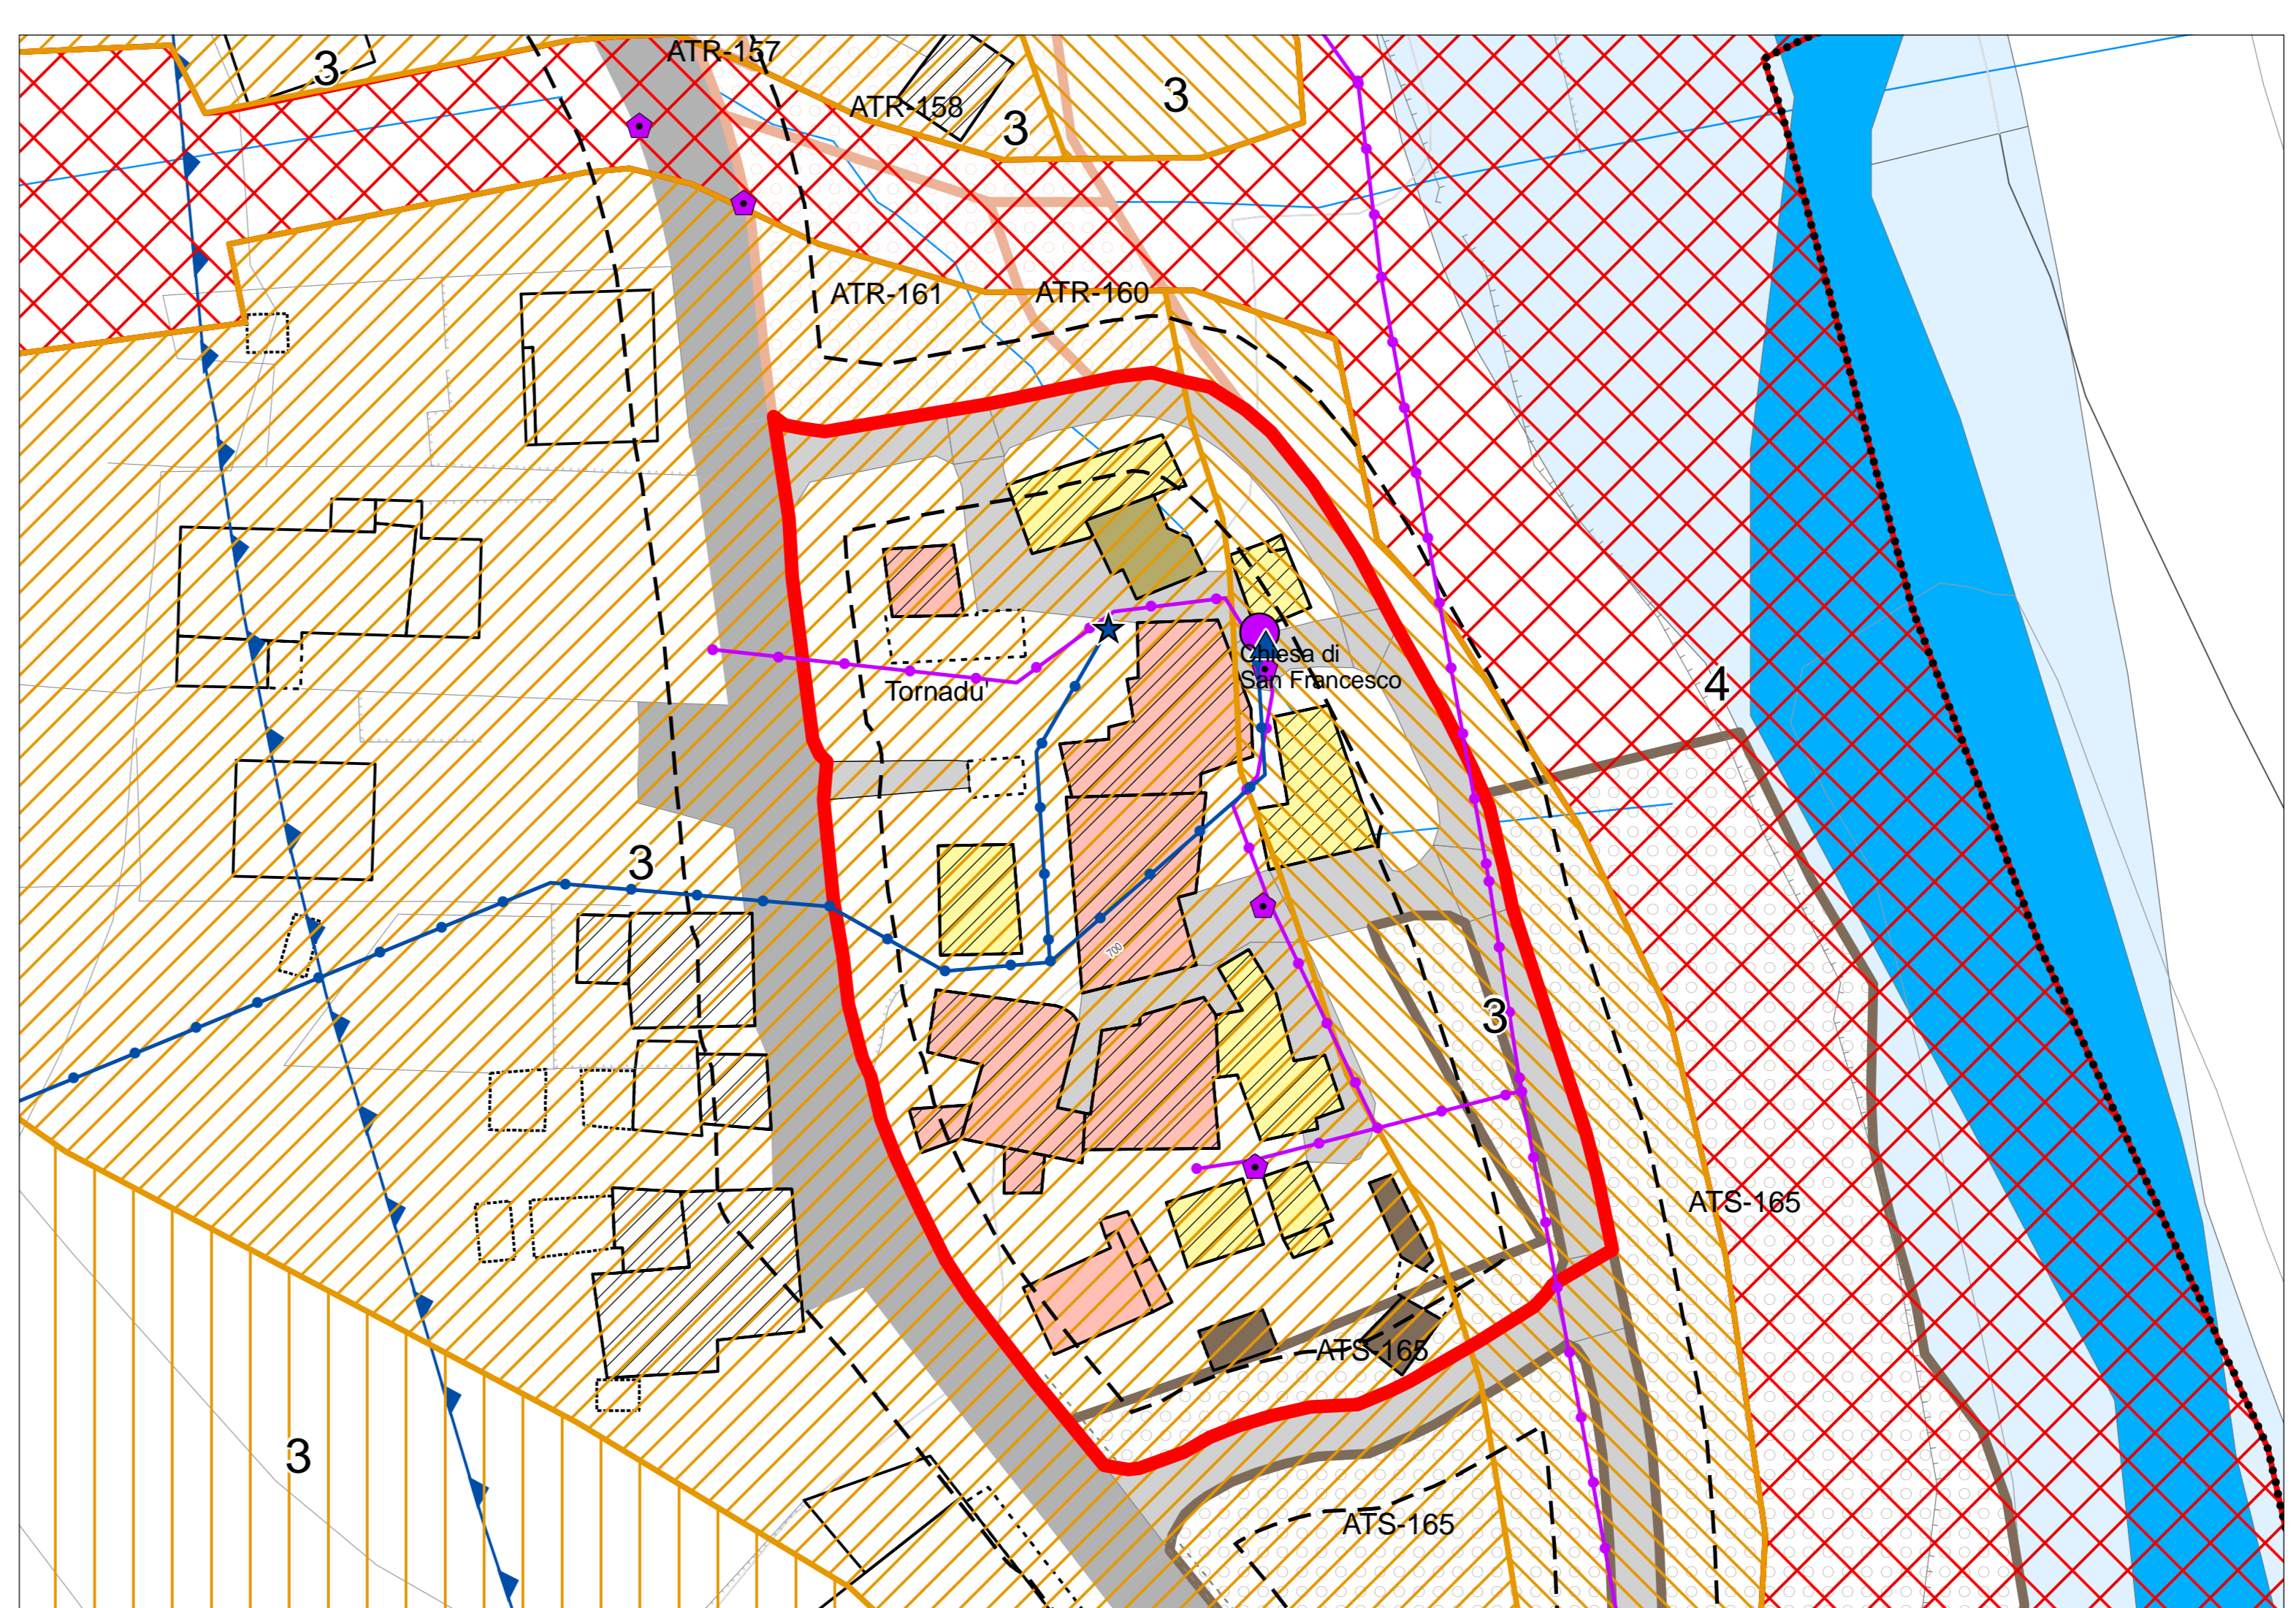 ATR-157
3
3
ATR-158
3
ATR-161
ATR-160
Chiesa di
San Francesco
Tornadu'
4
3
700
3
ATS-165
ATS-165
3
ATS-165